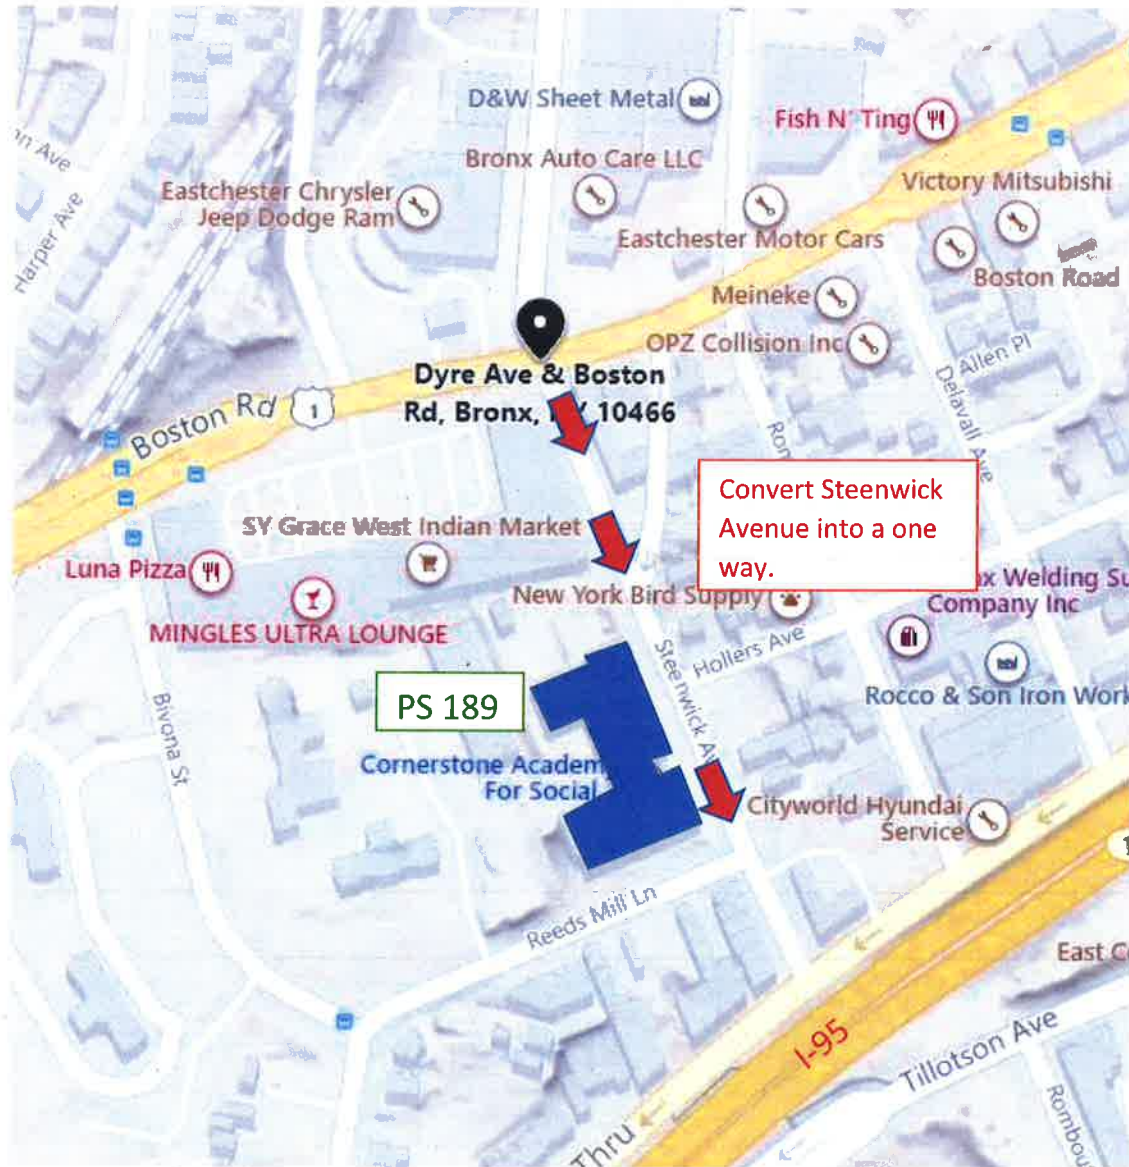 D&W Sheet Metal
Fish N' Ting
Bronx Auto Care LLC
Victory Mitsubishi
Eastchester Chrysler
Jeep Dodge Ram
Eastchester Motor Cars
Harper Ave
Ave
Boston Road
Meineke
OPZ Collision Inc
Allen Pl
Delavall Ave
Dyre Ave & Boston
Rd, Bronx, 10466
Boston Rd
1
Convert Steenwick
Avenue into a one
way.
SY Grace West Indian Market
Luna Pizza
New York Bird Supply
Welding
Company Inc
MINGLES ULTRA LOUNGE
Hollers Ave
Steenwick
Rocco & Son Iron Work
PS 189
Bivona St
Cornerstone Academ
For Social
Cityworld Hyundai
Service
Reeds Mill Ln
East
I-95
Tillotson Ave
Thru